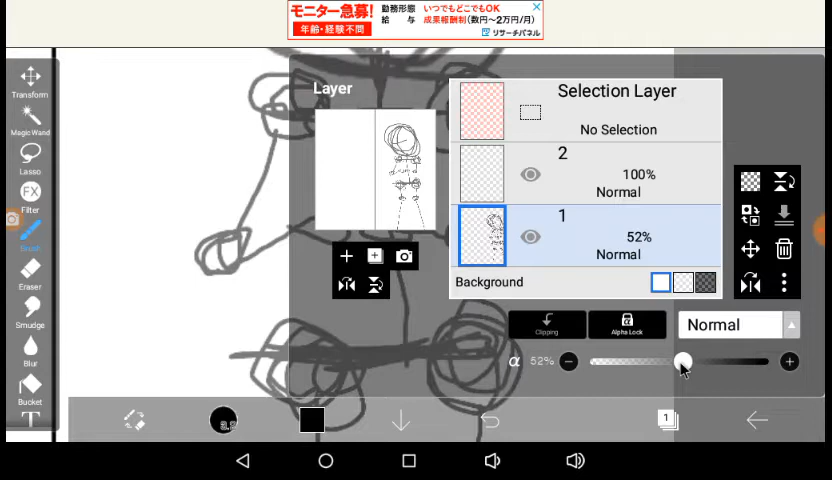 モニター急募!
年齢・経験不問
勤務形態 いつでもどこでもOK
給 与 成果報酬制(数円〜2万円/月)
リサーチパネル
Layer
Selection Layer
No Selection
2
100%
Normal
1
52%
Normal
Background
Clipping
Alpha Lock
Normal
α 52%
Transform
Magic Wand
Lasso
FX
Filter
Brush
Eraser
Smudge
Blur
Bucket
T
1